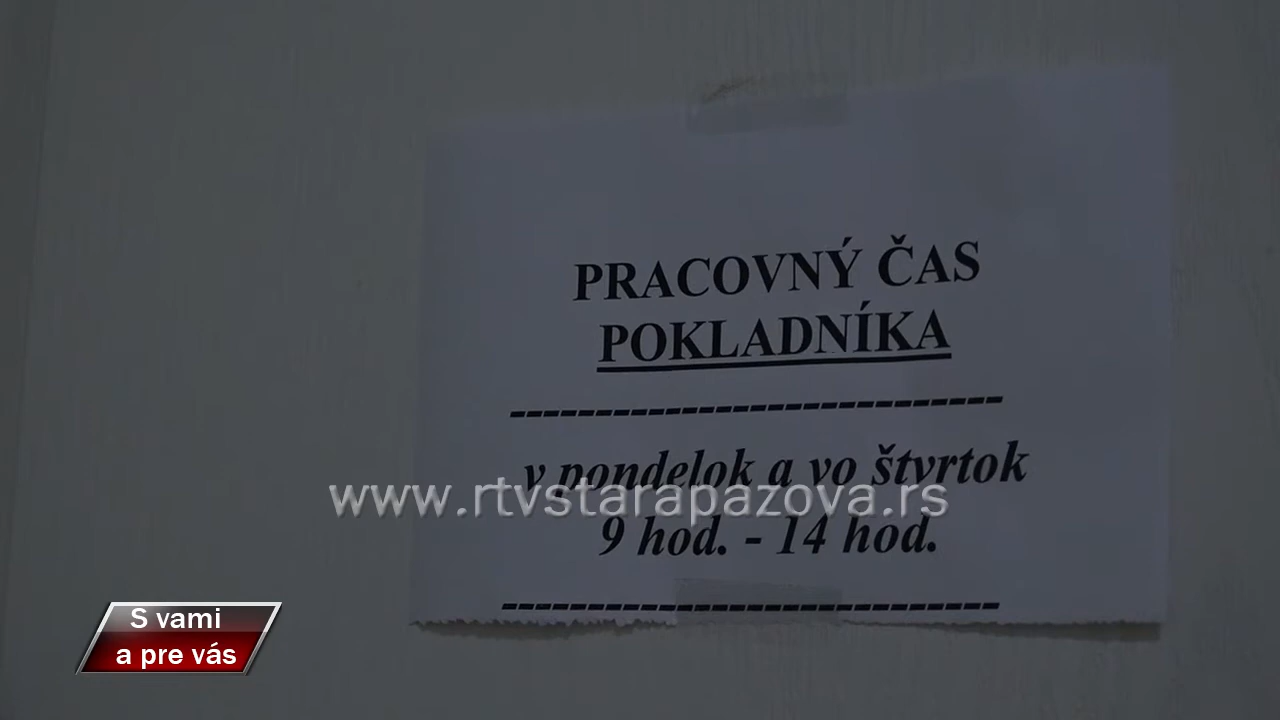 PRACOVNÝ ČAS
POKLADNÍKA
-----------------------------
v pondelok a vo štvrtok
www.rtvstarapazova.rs
9 hod. - 14 hod.
-----------------------------
S vami
a pre vás